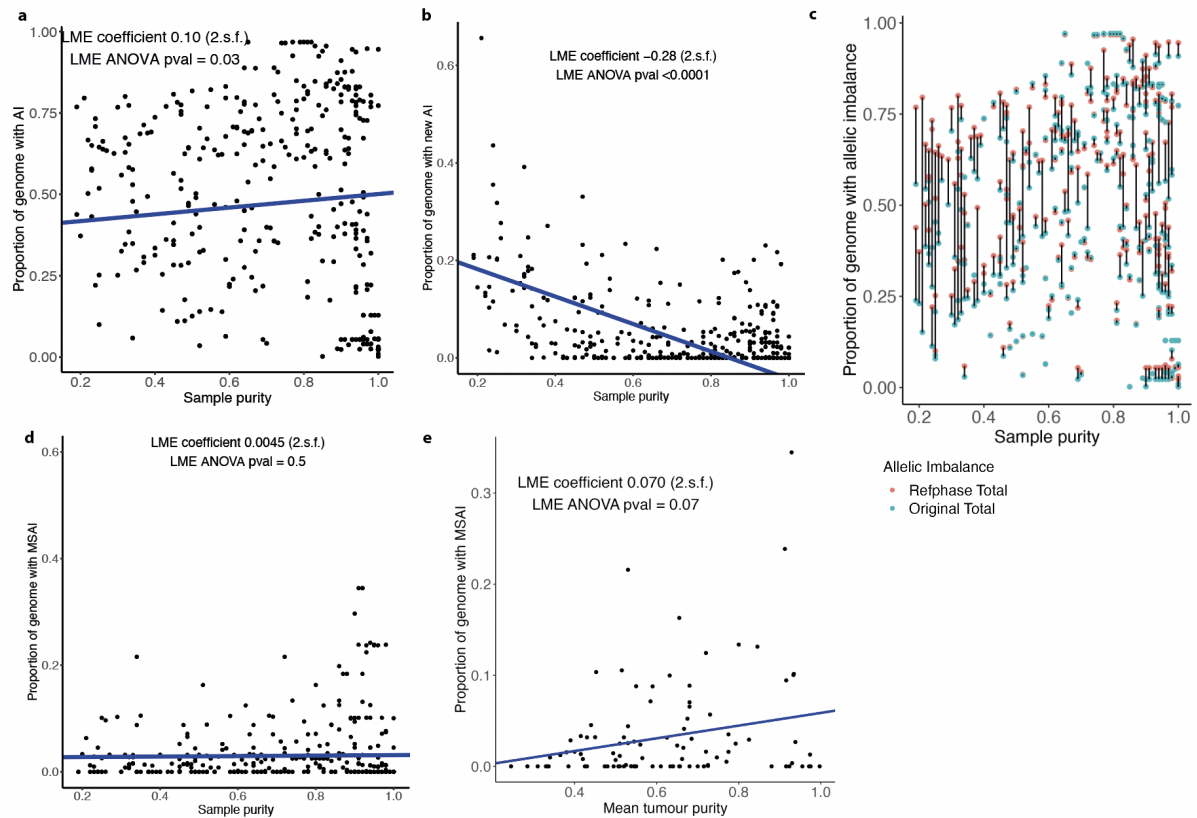 a
LME coefficient 0.10 (2.s.f.)
LME ANOVA pval = 0.03
Proportion of genome with AI
1.00
0.75
0.50
0.25
0.00
0.2 0.4 0.6 0.8 1.0
Sample purity
b
LME coefficient −0.28 (2.s.f.)
LME ANOVA pval <0.0001
Proportion of genome with new AI
0.6
0.4
0.2
0.0
0.2 0.4 0.6 0.8 1.0
Sample purity
c
Proportion of genome with allelic imbalance
1.00
0.75
0.50
0.25
0.00
0.2 0.4 0.6 0.8 1.0
Sample purity
Allelic Imbalance
Refphase Total
Original Total
d
LME coefficient 0.0045 (2.s.f.)
LME ANOVA pval = 0.5
Proportion of genome with MSAI
0.6
0.4
0.2
0.0
0.2 0.4 0.6 0.8 1.0
Sample purity
e
LME coefficient 0.070 (2.s.f.)
LME ANOVA pval = 0.07
Proportion of genome with MSAI
0.3
0.2
0.1
0.0
0.4 0.6 0.8 1.0
Mean tumour purity